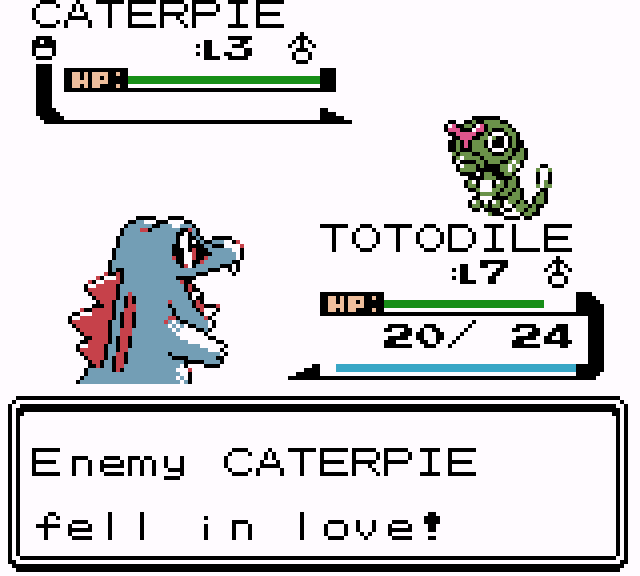 CATERPIE
:L3 ♂
HP:
TOTODILE
:L7 ♂
HP:
20/ 24
Enemy CATERPIE
fell in love!